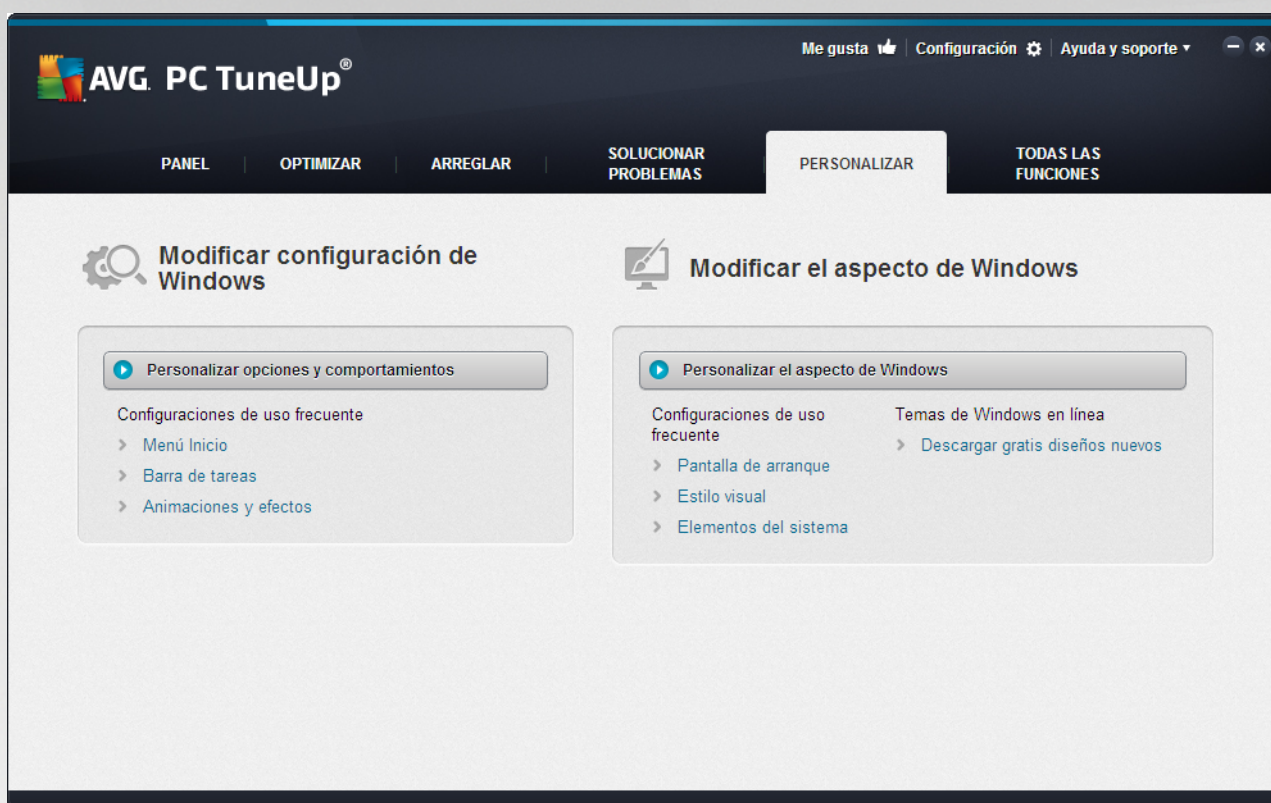 Me gusta | Configuración | Ayuda y soporte
AVG. PC TuneUp®
PANEL
OPTIMIZAR
ARREGLAR
SOLUCIONAR
PROBLEMAS
PERSONALIZAR
TODAS LAS
FUNCIONES
Modificar configuración de
Windows
Personalizar opciones y comportamientos
Configuraciones de uso frecuente
Menú Inicio
Barra de tareas
Animaciones y efectos
Modificar el aspecto de Windows
Personalizar el aspecto de Windows
Configuraciones de uso
frecuente
Pantalla de arranque
Estilo visual
Elementos del sistema
Temas de Windows en línea
Descargar gratis diseños nuevos